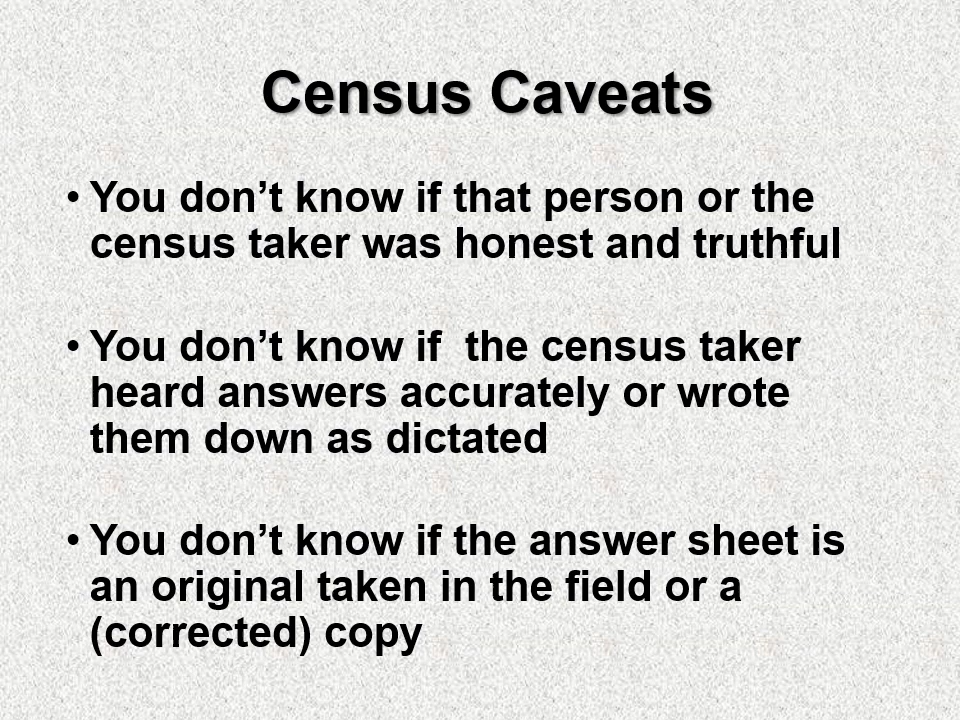 Census Caveats
• You don’t know if that person or the
census taker was honest and truthful
• You don’t know if  the census taker
heard answers accurately or wrote
them down as dictated
• You don’t know if the answer sheet is
an original taken in the field or a
(corrected) copy